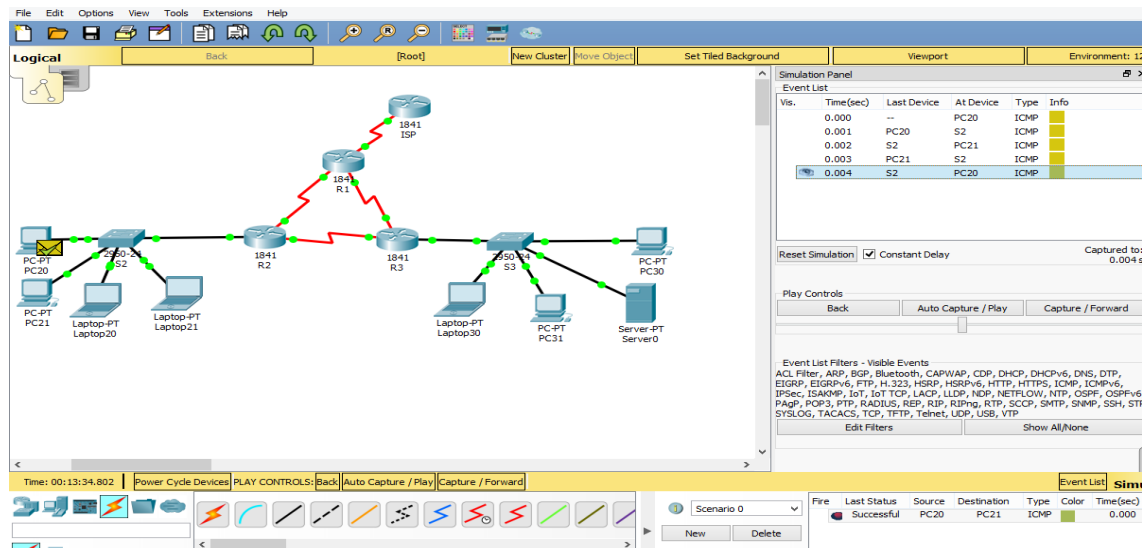 File Edit Options View Tools Extensions Help
Logical Back [Root] New Cluster Move Object Set Tiled Background Viewport Environment: 12
1841
ISP
1841
R1
1841
R2
1841
R3
2950-24
S2
2950-24
S3
PC-PT
PC20
PC-PT
PC21
Laptop-PT
Laptop20
Laptop-PT
Laptop21
Laptop-PT
Laptop30
PC-PT
PC31
Server-PT
Server0
PC-PT
PC30
Simulation Panel
Event List
Vis. Time(sec) Last Device At Device Type Info
0.000 -- PC20 ICMP
0.001 PC20 S2 ICMP
0.002 S2 PC21 ICMP
0.003 PC21 S2 ICMP
0.004 S2 PC20 ICMP
Reset Simulation Constant Delay Captured to:
0.004 s
Play Controls
Back Auto Capture / Play Capture / Forward
Event List Filters - Visible Events
ACL Filter, ARP, BGP, Bluetooth, CAPWAP, CDP, DHCP, DHCPv6, DNS, DTP,
EIGRP, EIGRPv6, FTP, H.323, HSRP, HSRPv6, HTTP, HTTPS, ICMP, ICMPv6,
IPSec, ISAKMP, IoT, IoT TCP, LACP, LLDP, NDP, NETFLOW, NTP, OSPF, OSPFv6,
PAgP, POP3, PTP, RADIUS, REP, RIP, RIPng, RTP, SCCP, SMTP, SNMP, SSH, STP,
SYSLOG, TACACS, TCP, TFTP, Telnet, UDP, USB, VTP
Edit Filters Show All/None
Time: 00:13:34.802 Power Cycle Devices PLAY CONTROLS: Back Auto Capture / Play Capture / Forward Event List Simu
Scenario 0
New Delete
Fire Last Status Source Destination Type Color Time(sec)
Successful PC20 PC21 ICMP 0.000